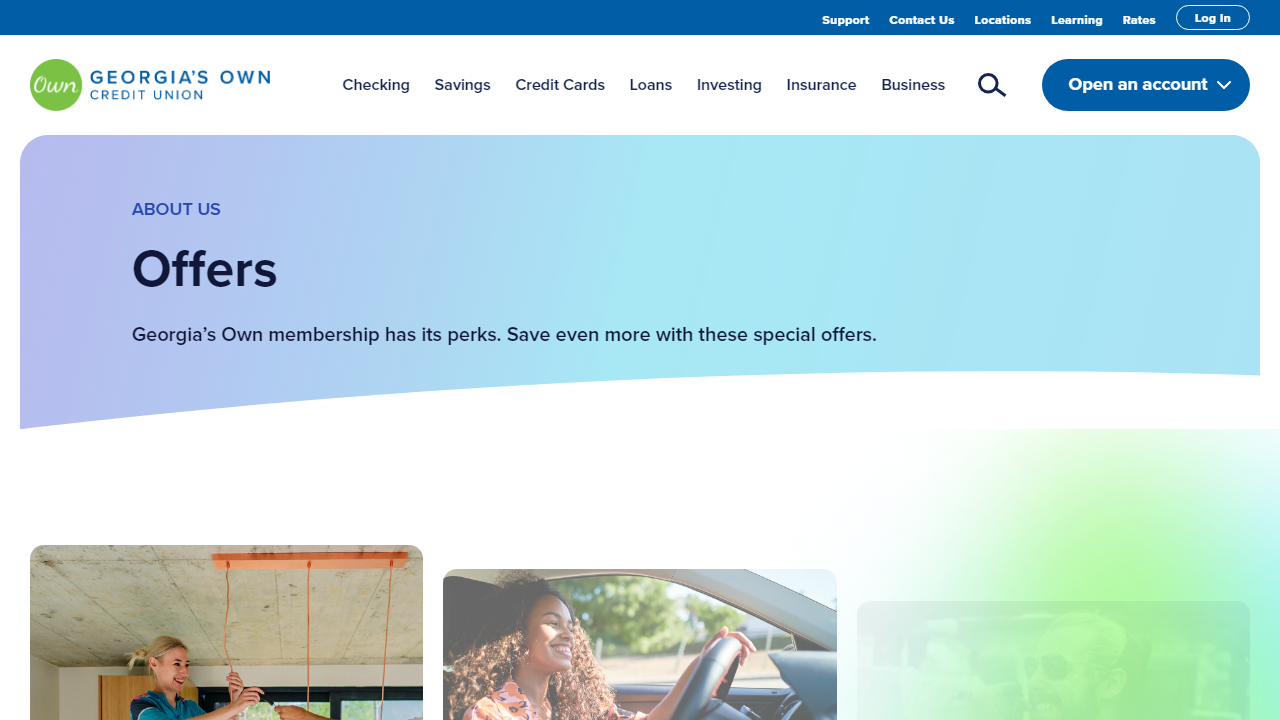 Support Contact Us Locations Learning Rates Log In
Own GEORGIA'S OWN
CREDIT UNION
Checking Savings Credit Cards Loans Investing Insurance Business Open an account
ABOUT US
Offers
Georgia’s Own membership has its perks. Save even more with these special offers.